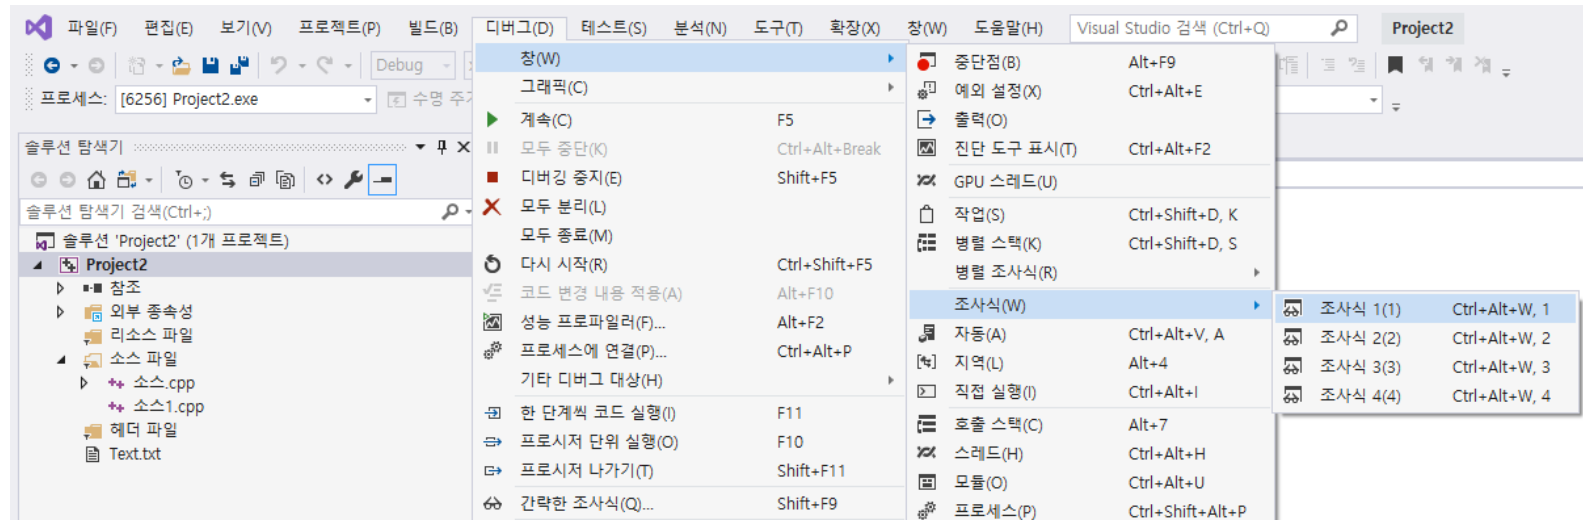 파일(F) 편집(E) 보기(V) 프로젝트(P) 빌드(B) 디버그(D) 테스트(S) 분석(N) 도구(T) 확장(X) 창(W) 도움말(H) Visual Studio 검색 (Ctrl+Q) Project2
Debug
프로세스: [6256] Project2.exe 수명 주기
솔루션 탐색기
솔루션 탐색기 검색(Ctrl+;)
솔루션 'Project2' (1개 프로젝트)
Project2
참조
외부 종속성
리소스 파일
소스 파일
소스.cpp
소스1.cpp
헤더 파일
Text.txt
창(W)
그래픽(C)
계속(C) F5
모두 중단(K) Ctrl+Alt+Break
디버깅 중지(E) Shift+F5
모두 분리(L)
모두 종료(M)
다시 시작(R) Ctrl+Shift+F5
코드 변경 내용 적용(A) Alt+F10
성능 프로파일러(F)... Alt+F2
프로세스에 연결(P)... Ctrl+Alt+P
기타 디버그 대상(H)
한 단계씩 코드 실행(I) F11
프로시저 단위 실행(O) F10
프로시저 나가기(T) Shift+F11
간략한 조사식(Q)... Shift+F9
중단점(B) Alt+F9
예외 설정(X) Ctrl+Alt+E
출력(O)
진단 도구 표시(T) Ctrl+Alt+F2
GPU 스레드(U)
작업(S) Ctrl+Shift+D, K
병렬 스택(K) Ctrl+Shift+D, S
병렬 조사식(R)
조사식(W)
자동(A) Ctrl+Alt+V, A
지역(L) Alt+4
직접 실행(I) Ctrl+Alt+I
호출 스택(C) Alt+7
스레드(H) Ctrl+Alt+H
모듈(O) Ctrl+Alt+U
프로세스(P) Ctrl+Shift+Alt+P
조사식 1(1) Ctrl+Alt+W, 1
조사식 2(2) Ctrl+Alt+W, 2
조사식 3(3) Ctrl+Alt+W, 3
조사식 4(4) Ctrl+Alt+W, 4